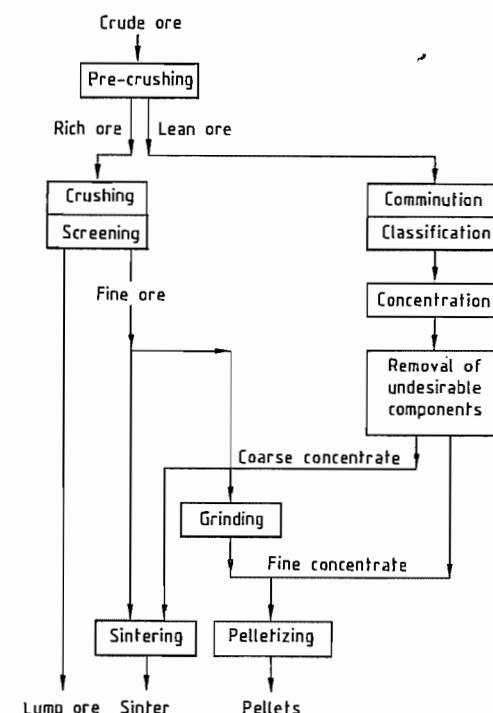 Crude ore
Pre-crushing
Rich ore
Lean ore
Crushing
Screening
Comminution
Classification
Fine ore
Concentration
Removal of
undesirable
components
Coarse concentrate
Grinding
Fine concentrate
Sintering
Pelletizing
Lump ore
Sinter
Pellets